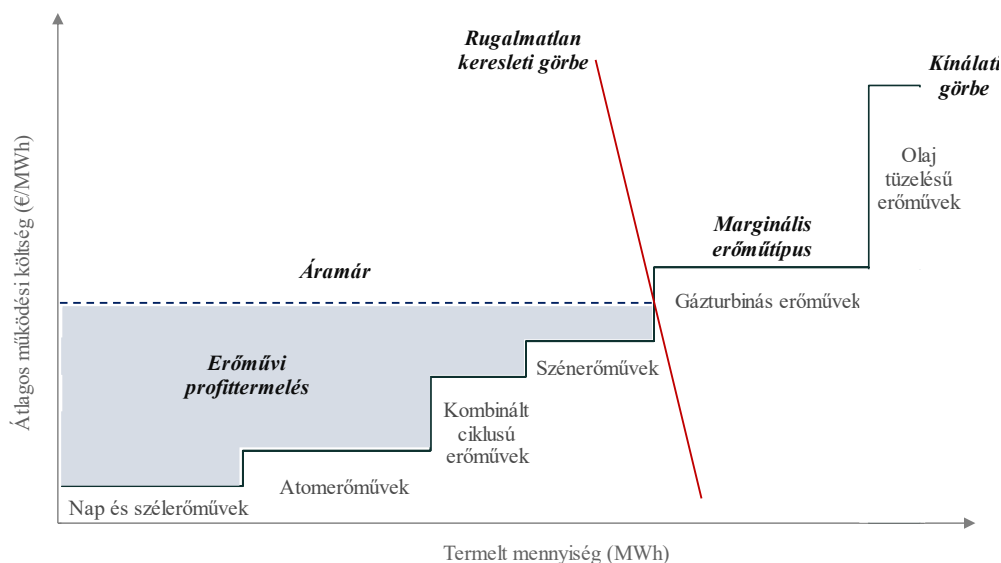 Rugalmatlan
keresleti görbe
Kínálati
görbe
Átlagos működési költség (€/MWh)
Olaj
tüzelésű
erőművek
Marginális
erőműtípus
Áramár
Gázturbinás erőművek
Erőművi
profittermelés
Szénerőművek
Kombinált
ciklusú
erőművek
Atomerőművek
Nap és szélerőművek
Termelt mennyiség (MWh)